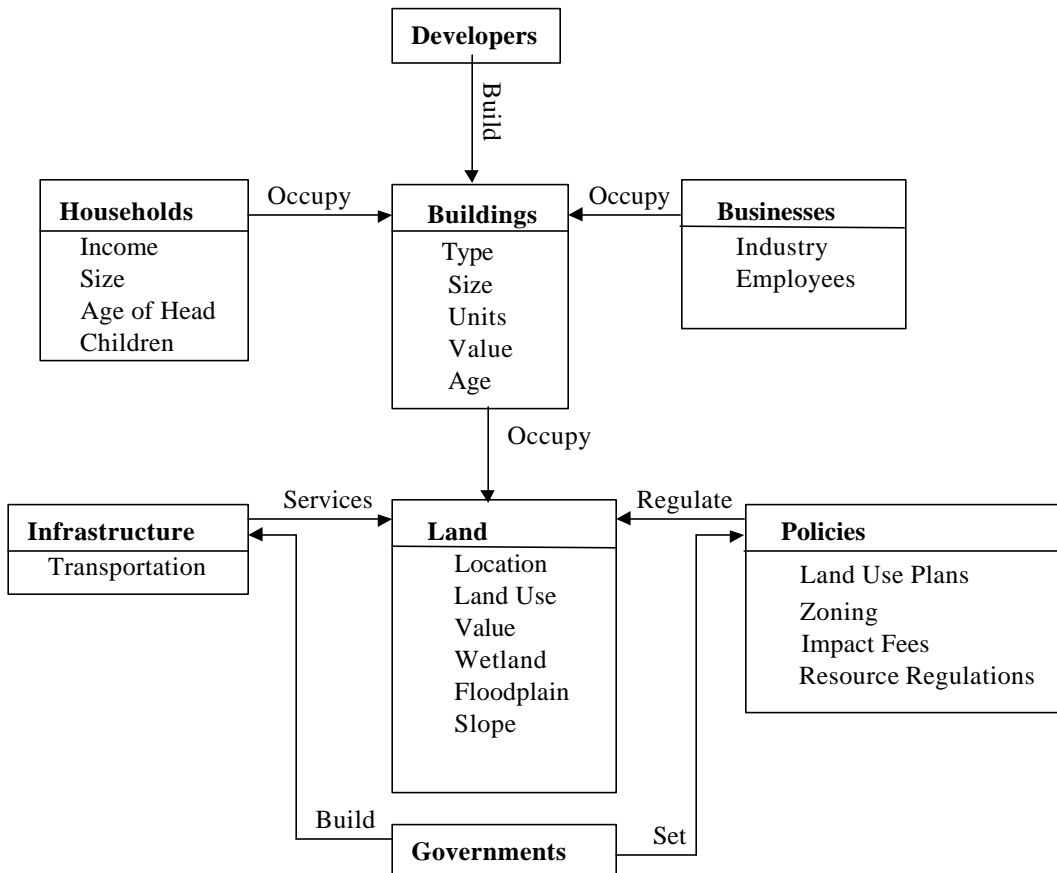 Developers
Build
Households
Income
Size
Age of Head
Children
Occupy
Buildings
Type
Size
Units
Value
Age
Occupy
Businesses
Industry
Employees
Occupy
Infrastructure
Transportation
Services
Land
Location
Land Use
Value
Wetland
Floodplain
Slope
Regulate
Policies
Land Use Plans
Zoning
Impact Fees
Resource Regulations
Build
Governments
Set